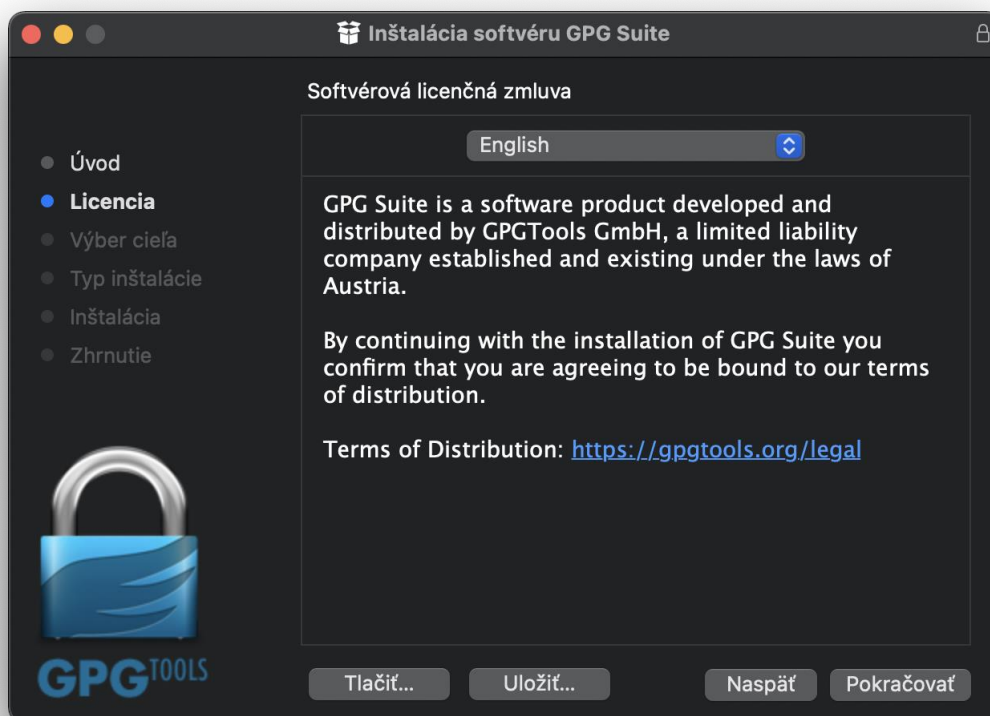 Inštalácia softvéru GPG Suite
Softvérová licenčná zmluva
Úvod
Licencia
Výber cieľa
Typ inštalácie
Inštalácia
Zhrnutie
English
GPG Suite is a software product developed and
distributed by GPGTools GmbH, a limited liability
company established and existing under the laws of
Austria.
By continuing with the installation of GPG Suite you
confirm that you are agreeing to be bound to our terms
of distribution.
Terms of Distribution: https://gpgtools.org/legal
GPGTOOLS
Tlačiť...
Uložiť...
Naspäť
Pokračovať